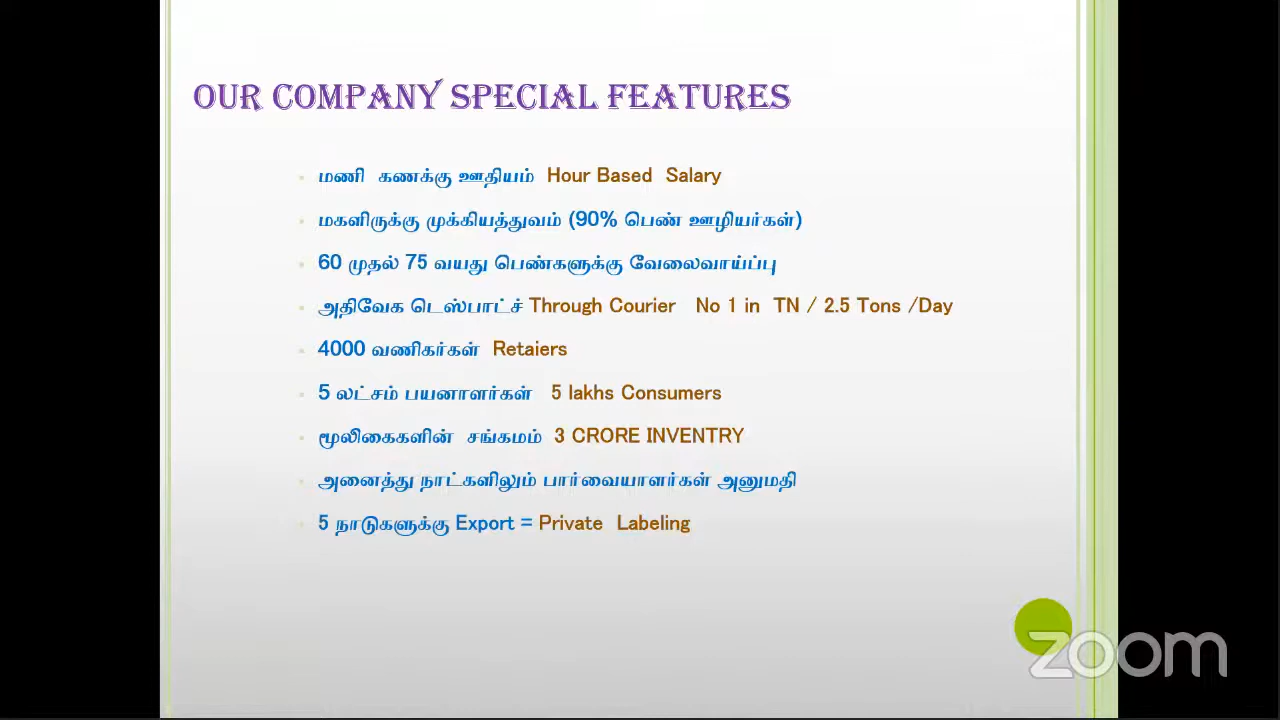 OUR COMPANY SPECIAL FEATURES
மணி கணக்கு ஊதியம் Hour Based Salary
மகளிருக்கு முக்கியத்துவம் (90% பெண் ஊழியர்கள்)
60 முதல் 75 வயது பெண்களுக்கு வேலைவாய்ப்பு
அதிவேக டெஸ்பாட்ச் Through Courier No 1 in TN / 2.5 Tons /Day
4000 வணிகர்கள் Retaiers
5 லட்சம் பயனாளர்கள் 5 lakhs Consumers
மூலிகைகளின் சங்கமம் 3 CRORE INVENTRY
அனைத்து நாட்களிலும் பார்வையாளர்கள் அனுமதி
5 நாடுகளுக்கு Export = Private Labeling
zoom